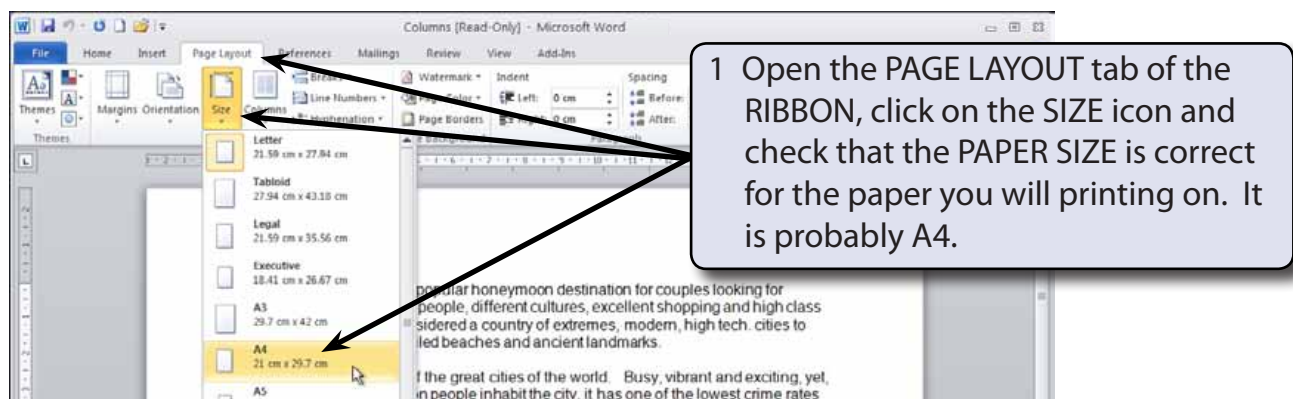 Columns [Read-Only] - Microsoft Word
File Home Insert Page Layout References Mailings Review View Add-Ins
Themes Margins Orientation Size Columns Breaks Line Numbers Hyphenation Watermark Page Color Page Borders Indent Left: 0 cm Right: 0 cm Spacing Before: After:
Themes
Letter
21.59 cm x 27.94 cm
Tabloid
27.94 cm x 43.18 cm
Legal
21.59 cm x 35.56 cm
Executive
18.41 cm x 26.67 cm
A3
29.7 cm x 42 cm
A4
21 cm x 29.7 cm
A5
popular honeymoon destination for couples looking for
people, different cultures, excellent shopping and high class
sidered a country of extremes, modern, high tech. cities to
led beaches and ancient landmarks.
f the great cities of the world. Busy, vibrant and exciting, yet,
n people inhabit the city, it has one of the lowest crime rates
1 Open the PAGE LAYOUT tab of the
RIBBON, click on the SIZE icon and
check that the PAPER SIZE is correct
for the paper you will printing on. It
is probably A4.